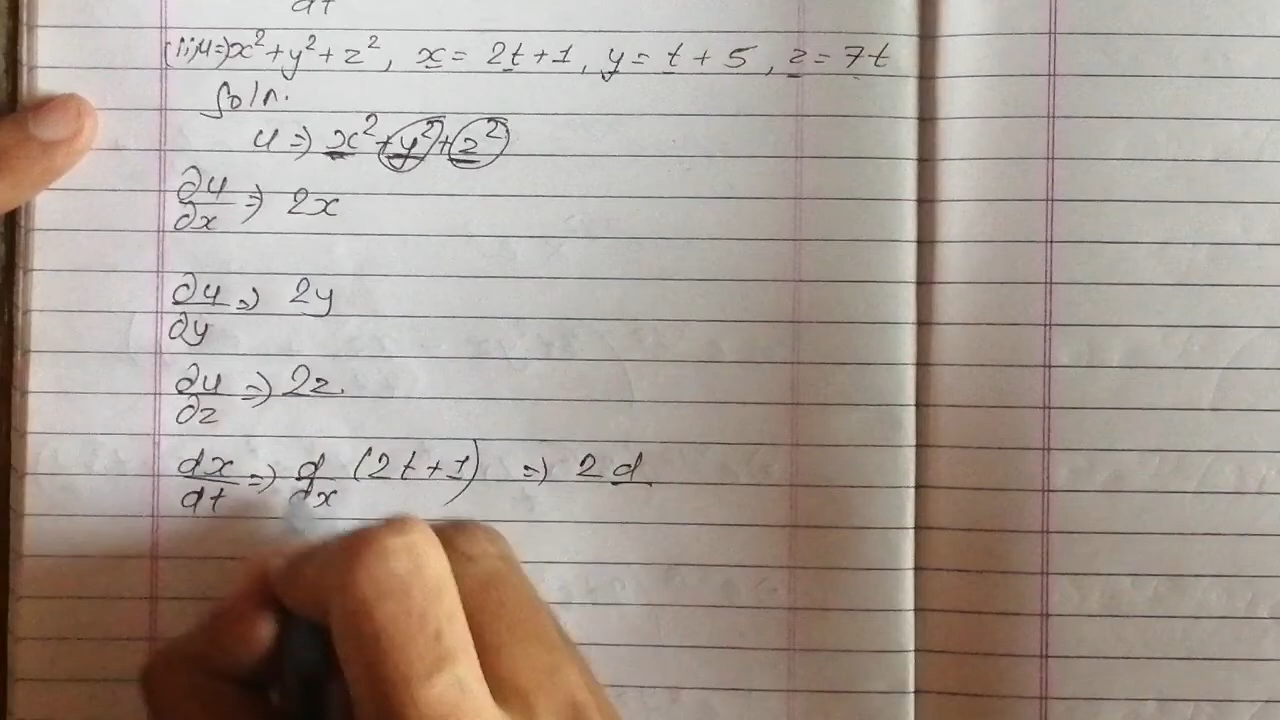 dt
(ii) u=> x²+y²+z², x= 2t+1, y= t+5, z= 7t
Soln.
u=> x²+y²+z²
∂u/∂x => 2x
∂u/∂y => 2y
∂u/∂z => 2z.
dx/dt => d/dx (2t+1) => 2 d